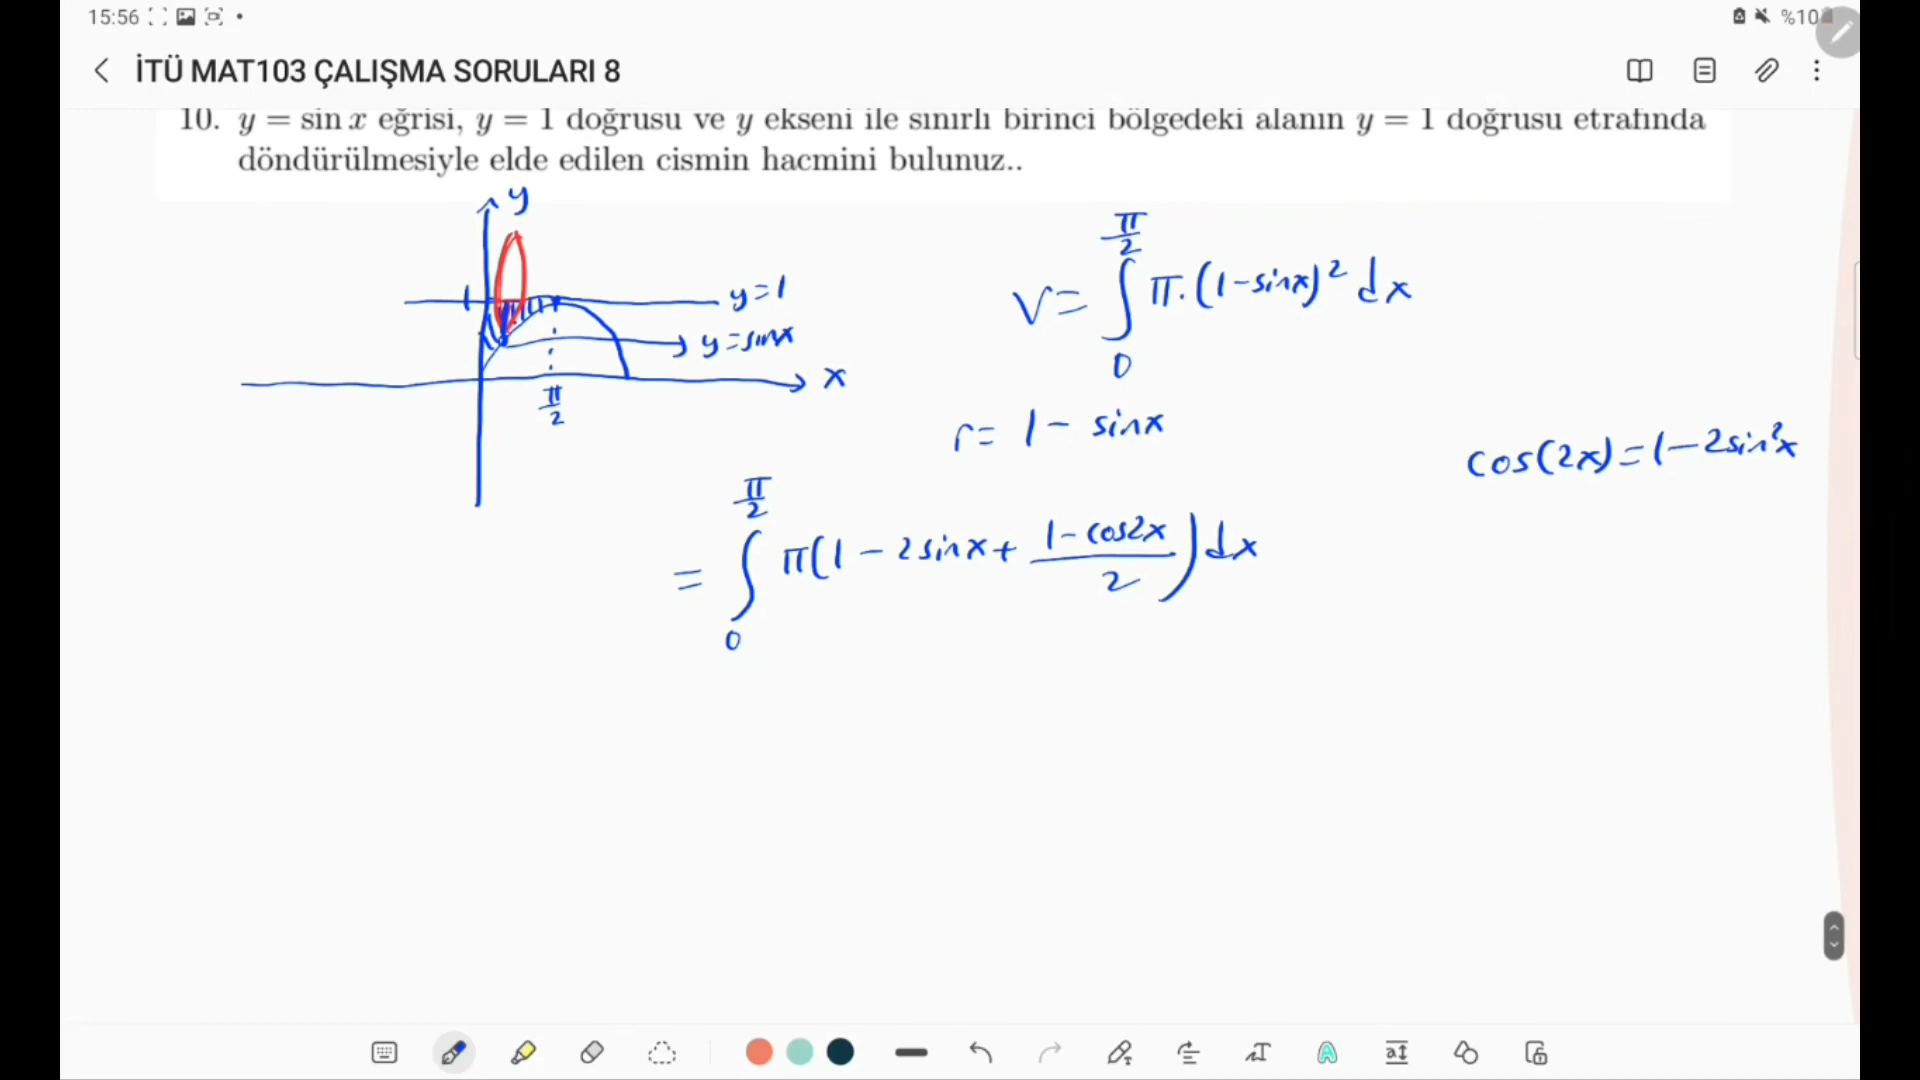 15:56
%10
İTÜ MAT103 ÇALIŞMA SORULARI 8
10. y = sin x eğrisi, y = 1 doğrusu ve y ekseni ile sınırlı birinci bölgedeki alanın y = 1 doğrusu etrafında
döndürülmesiyle elde edilen cismin hacmini bulunuz..
y
1
y=1
y=sinx
x
π/2
V= ∫₀^(π/2) π.(1-sinx)² dx
r= 1- sinx
cos(2x)=1-2sin²x
= ∫₀^(π/2) π(1-2sinx+ (1-cos2x)/2) dx